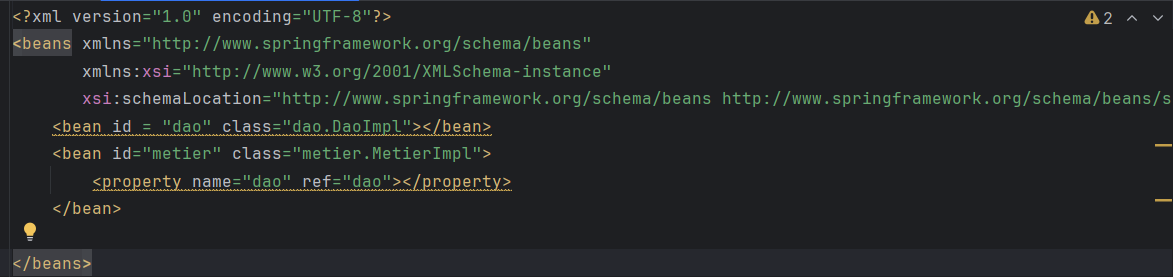 <?xml version="1.0" encoding="UTF-8"?>
2
<beans xmlns="http://www.springframework.org/schema/beans"
xmlns:xsi="http://www.w3.org/2001/XMLSchema-instance"
xsi:schemaLocation="http://www.springframework.org/schema/beans http://www.springframework.org/schema/beans/s
<bean id = "dao" class="dao.DaoImpl"></bean>
<bean id="metier" class="metier.MetierImpl">
<property name="dao" ref="dao"></property>
</bean>
</beans>